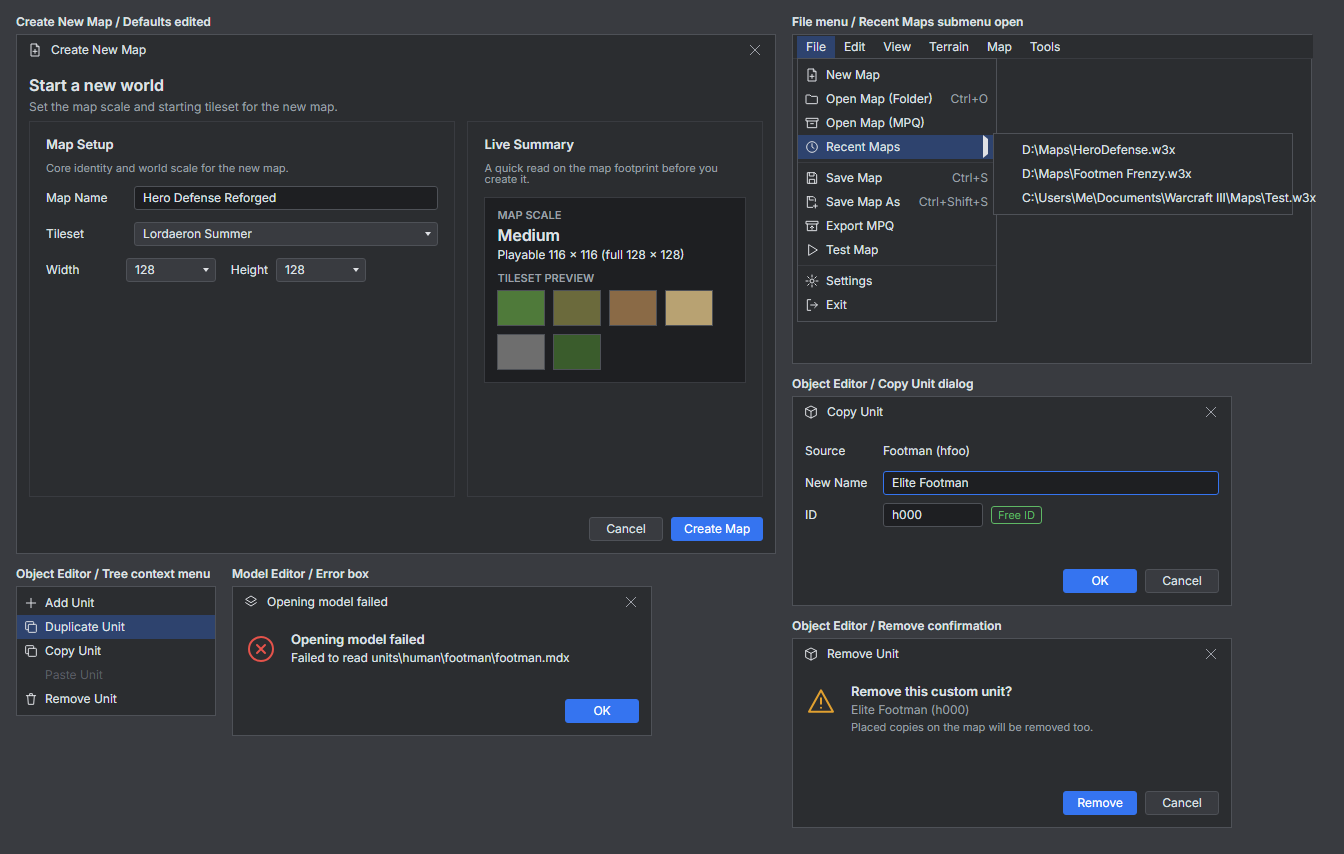 Create New Map / Defaults edited
Create New Map
Start a new world
Set the map scale and starting tileset for the new map.
Map Setup
Core identity and world scale for the new map.
Map Name
Hero Defense Reforged
Tileset
Lordaeron Summer
Width
128
Height
128
Live Summary
A quick read on the map footprint before you
create it.
MAP SCALE
Medium
Playable 116 × 116 (full 128 × 128)
TILESET PREVIEW
Cancel
Create Map
File menu / Recent Maps submenu open
File Edit View Terrain Map Tools
New Map
Open Map (Folder) Ctrl+O
Open Map (MPQ)
Recent Maps
Save Map Ctrl+S
Save Map As Ctrl+Shift+S
Export MPQ
Test Map
Settings
Exit
D:\Maps\HeroDefense.w3x
D:\Maps\Footmen Frenzy.w3x
C:\Users\Me\Documents\Warcraft III\Maps\Test.w3x
Object Editor / Copy Unit dialog
Copy Unit
Source Footman (hfoo)
New Name Elite Footman
ID h000 Free ID
OK Cancel
Object Editor / Tree context menu
Add Unit
Duplicate Unit
Copy Unit
Paste Unit
Remove Unit
Model Editor / Error box
Opening model failed
Opening model failed
Failed to read units\human\footman\footman.mdx
OK
Object Editor / Remove confirmation
Remove Unit
Remove this custom unit?
Elite Footman (h000)
Placed copies on the map will be removed too.
Remove Cancel